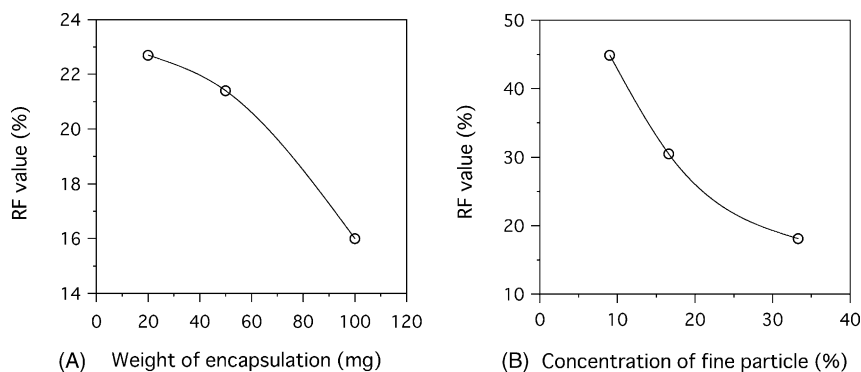 24
22
20
18
16
14
RF value (%)
0 20 40 60 80 100 120
(A) Weight of encapsulation (mg)
50
40
30
20
10
RF value (%)
0 10 20 30 40
(B) Concentration of fine particle (%)